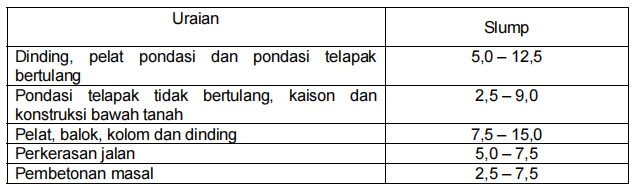 Uraian Slump
Dinding, pelat pondasi dan pondasi telapak bertulang 5,0 – 12,5
Pondasi telapak tidak bertulang, kaison dan konstruksi bawah tanah 2,5 – 9,0
Pelat, balok, kolom dan dinding 7,5 – 15,0
Perkerasan jalan 5,0 – 7,5
Pembetonan masal 2,5 – 7,5